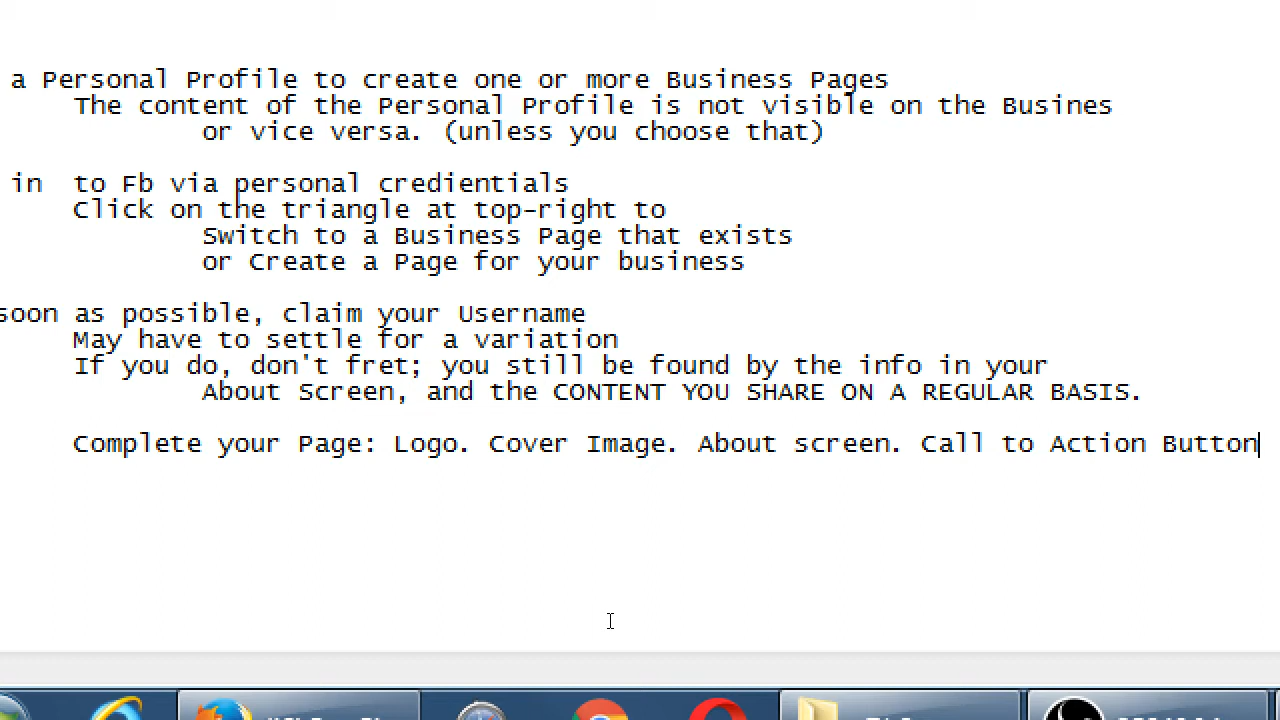 a Personal Profile to create one or more Business Pages
The content of the Personal Profile is not visible on the Busines
or vice versa. (unless you choose that)
in to Fb via personal credientials
Click on the triangle at top-right to
Switch to a Business Page that exists
or Create a Page for your business
soon as possible, claim your Username
May have to settle for a variation
If you do, don't fret; you still be found by the info in your
About Screen, and the CONTENT YOU SHARE ON A REGULAR BASIS.
Complete your Page: Logo. Cover Image. About screen. Call to Action Button